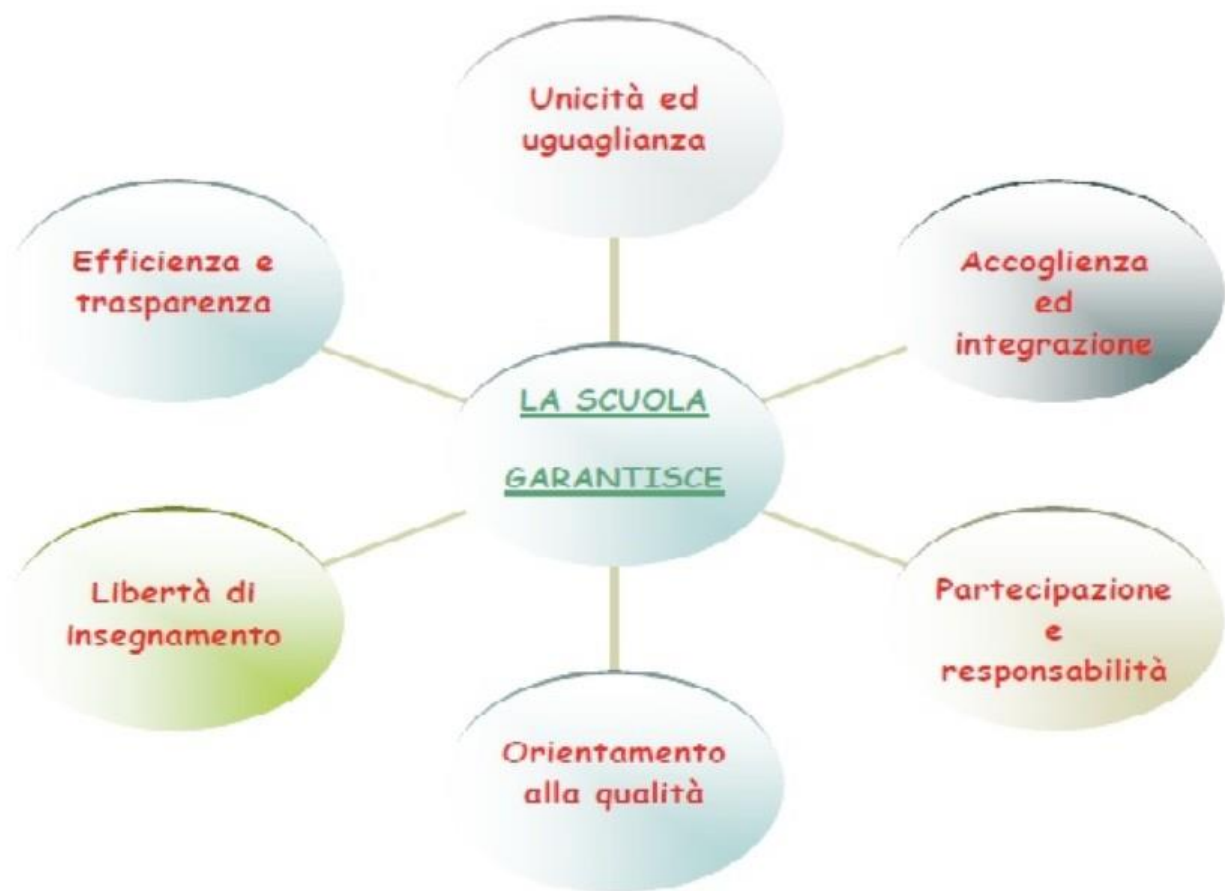 Unicità ed
uguaglianza
Efficienza e
trasparenza
Accoglienza
ed
integrazione
LA SCUOLA
GARANTISCE
Libertà di
insegnamento
Partecipazione
e
responsabilità
Orientamento
alla qualità